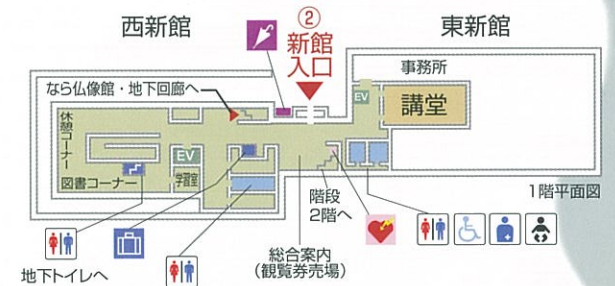 西新館
②
新館
入口
東新館
事務所
なら仏像館・地下回廊へ
EV
講堂
休憩コーナー
EV
図書コーナー
学習室
階段
2階へ
1階平面図
総合案内
(観覧券売場)
地下トイレへ